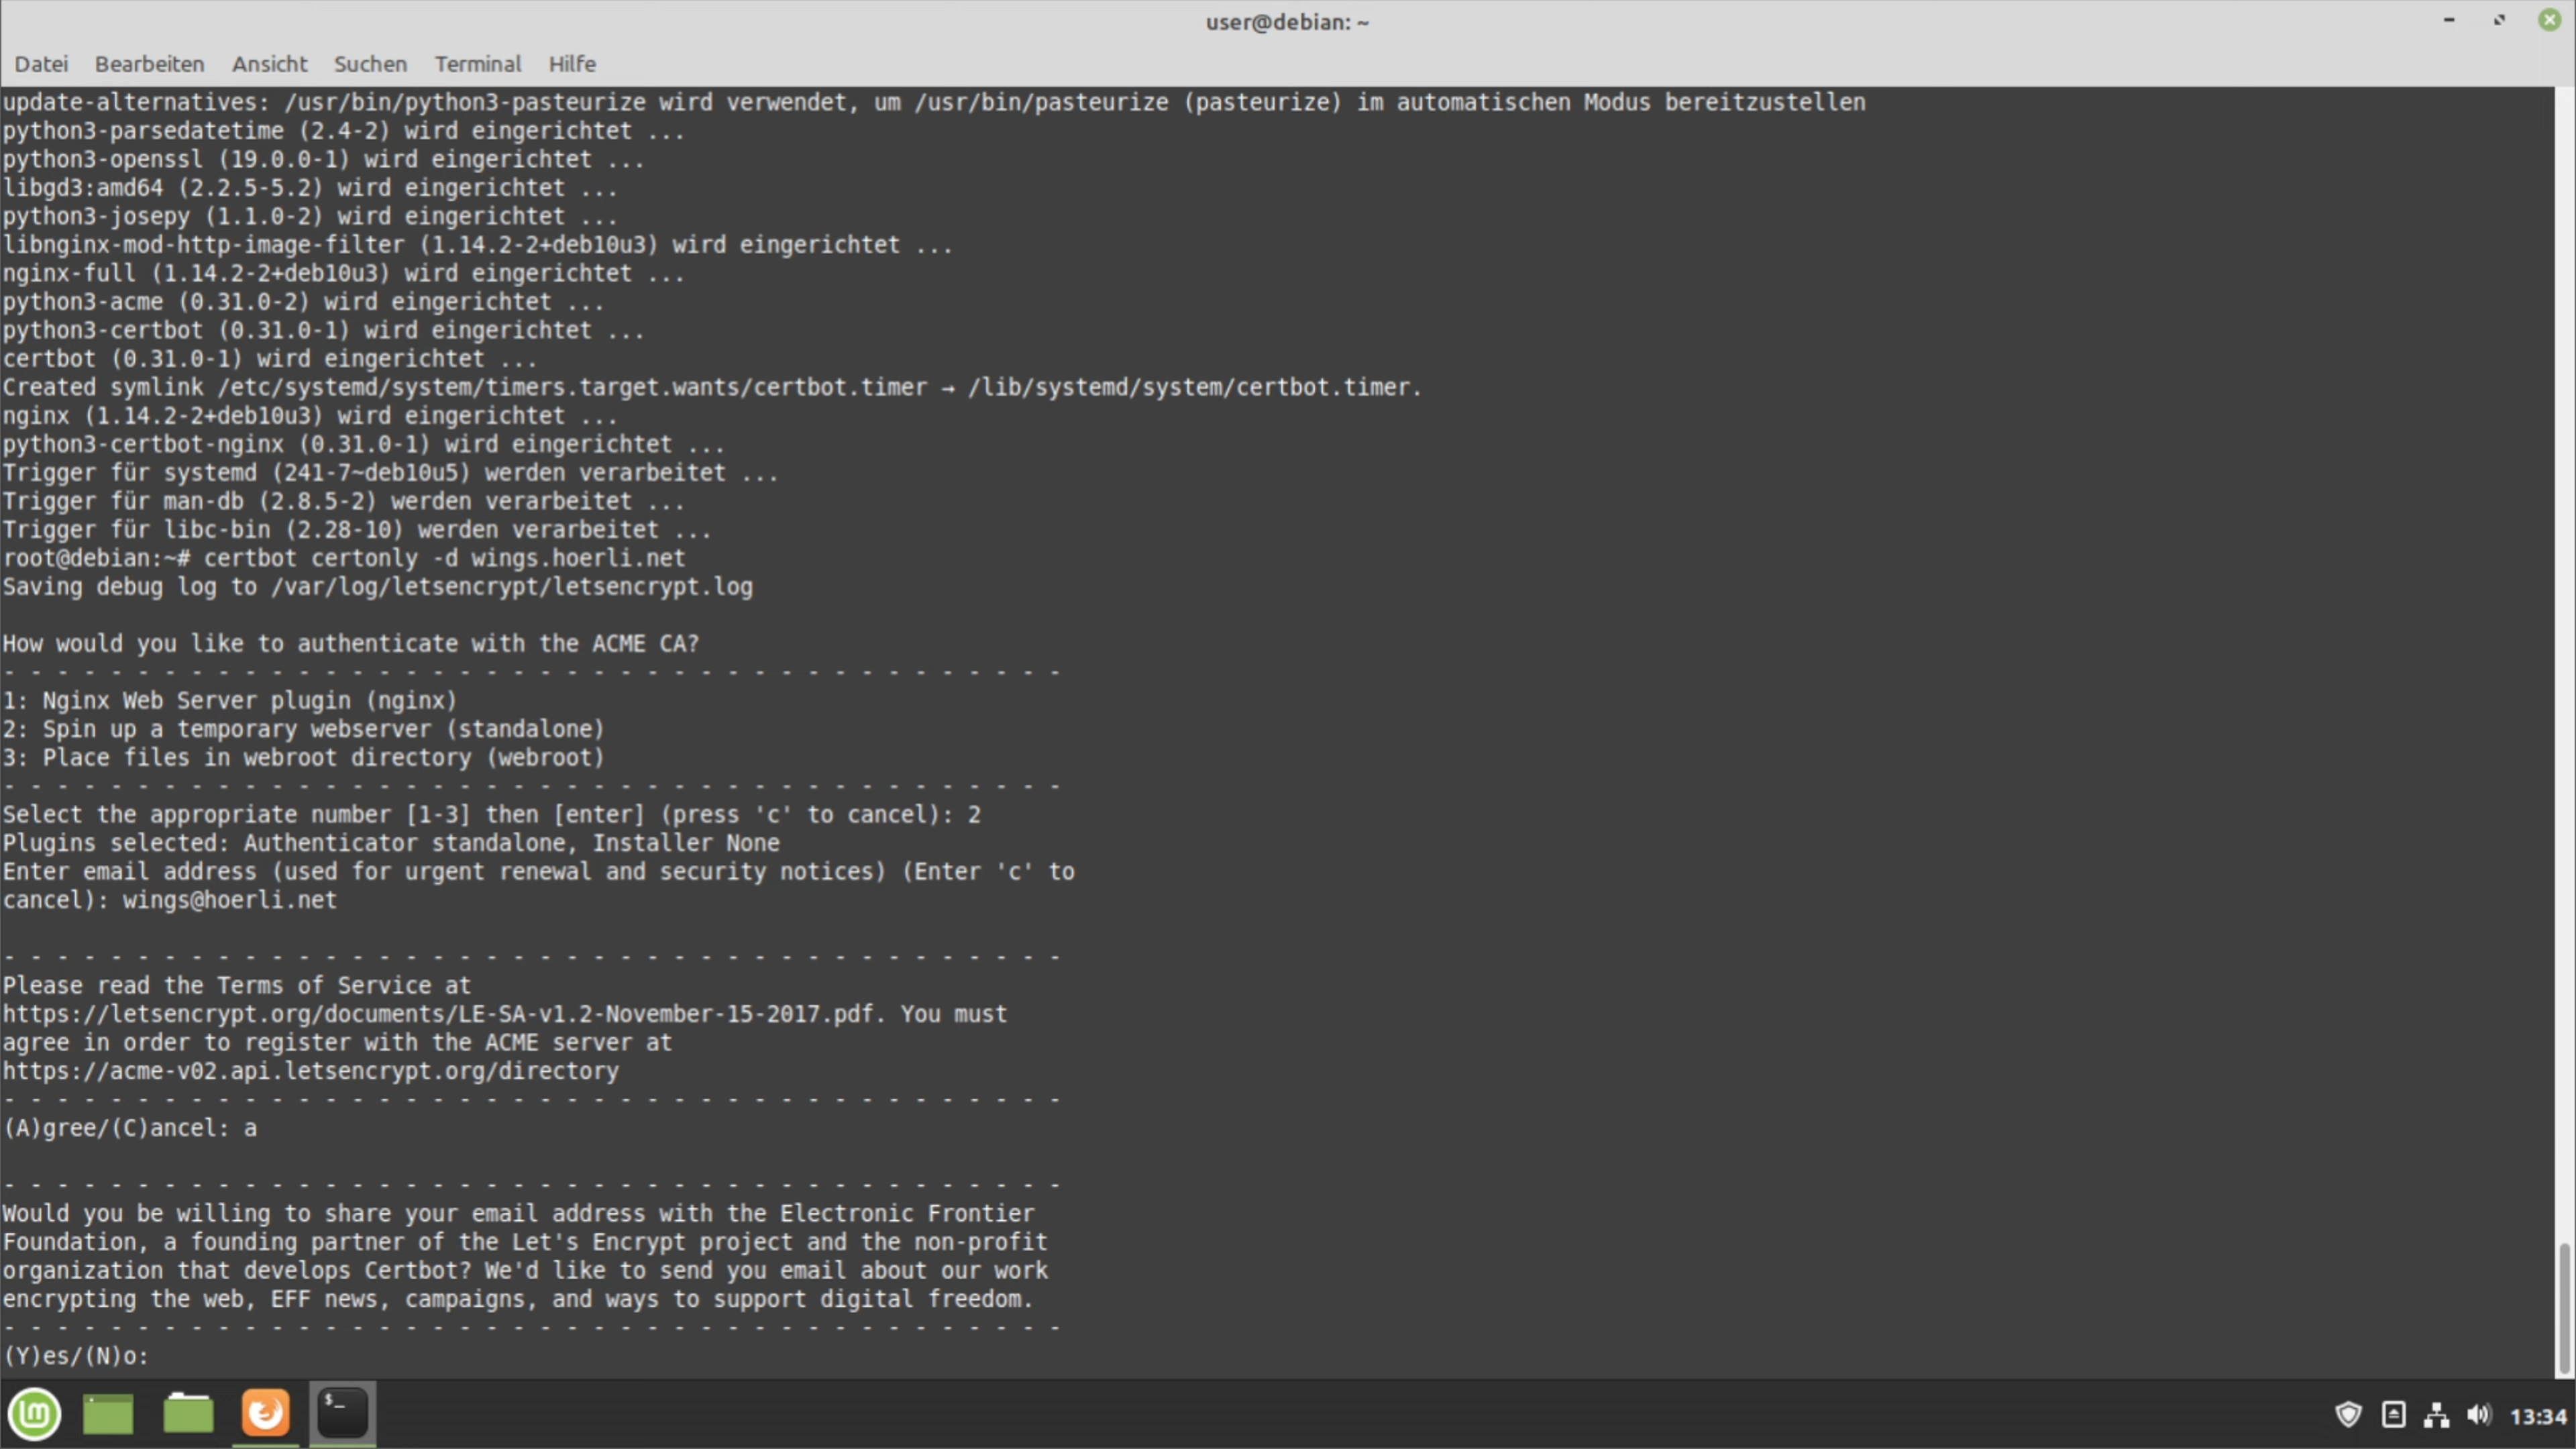 user@debian: ~
Datei Bearbeiten Ansicht Suchen Terminal Hilfe
update-alternatives: /usr/bin/python3-pasteurize wird verwendet, um /usr/bin/pasteurize (pasteurize) im automatischen Modus bereitzustellen
python3-parsedatetime (2.4-2) wird eingerichtet ...
python3-openssl (19.0.0-1) wird eingerichtet ...
libgd3:amd64 (2.2.5-5.2) wird eingerichtet ...
python3-josepy (1.1.0-2) wird eingerichtet ...
libnginx-mod-http-image-filter (1.14.2-2+deb10u3) wird eingerichtet ...
nginx-full (1.14.2-2+deb10u3) wird eingerichtet ...
python3-acme (0.31.0-2) wird eingerichtet ...
python3-certbot (0.31.0-1) wird eingerichtet ...
certbot (0.31.0-1) wird eingerichtet ...
Created symlink /etc/systemd/system/timers.target.wants/certbot.timer → /lib/systemd/system/certbot.timer.
nginx (1.14.2-2+deb10u3) wird eingerichtet ...
python3-certbot-nginx (0.31.0-1) wird eingerichtet ...
Trigger für systemd (241-7~deb10u5) werden verarbeitet ...
Trigger für man-db (2.8.5-2) werden verarbeitet ...
Trigger für libc-bin (2.28-10) werden verarbeitet ...
root@debian:~# certbot certonly -d wings.hoerli.net
Saving debug log to /var/log/letsencrypt/letsencrypt.log
How would you like to authenticate with the ACME CA?
- - - - - - - - - - - - - - - - - - - - - - - - - - - - - - - - - - - - - - - -
1: Nginx Web Server plugin (nginx)
2: Spin up a temporary webserver (standalone)
3: Place files in webroot directory (webroot)
- - - - - - - - - - - - - - - - - - - - - - - - - - - - - - - - - - - - - - - -
Select the appropriate number [1-3] then [enter] (press 'c' to cancel): 2
Plugins selected: Authenticator standalone, Installer None
Enter email address (used for urgent renewal and security notices) (Enter 'c' to
cancel): wings@hoerli.net
- - - - - - - - - - - - - - - - - - - - - - - - - - - - - - - - - - - - - - - -
Please read the Terms of Service at
https://letsencrypt.org/documents/LE-SA-v1.2-November-15-2017.pdf. You must
agree in order to register with the ACME server at
https://acme-v02.api.letsencrypt.org/directory
- - - - - - - - - - - - - - - - - - - - - - - - - - - - - - - - - - - - - - - -
(A)gree/(C)ancel: a
- - - - - - - - - - - - - - - - - - - - - - - - - - - - - - - - - - - - - - - -
Would you be willing to share your email address with the Electronic Frontier
Foundation, a founding partner of the Let's Encrypt project and the non-profit
organization that develops Certbot? We'd like to send you email about our work
encrypting the web, EFF news, campaigns, and ways to support digital freedom.
- - - - - - - - - - - - - - - - - - - - - - - - - - - - - - - - - - - - - - - -
(Y)es/(N)o:
$_
13:34